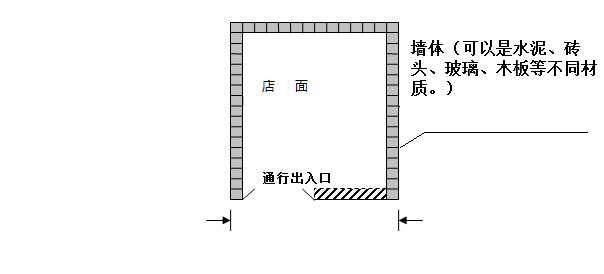 墙体（可以是水泥、砖
头、玻璃、木板等不同材
质。）
店 面
通行出入口